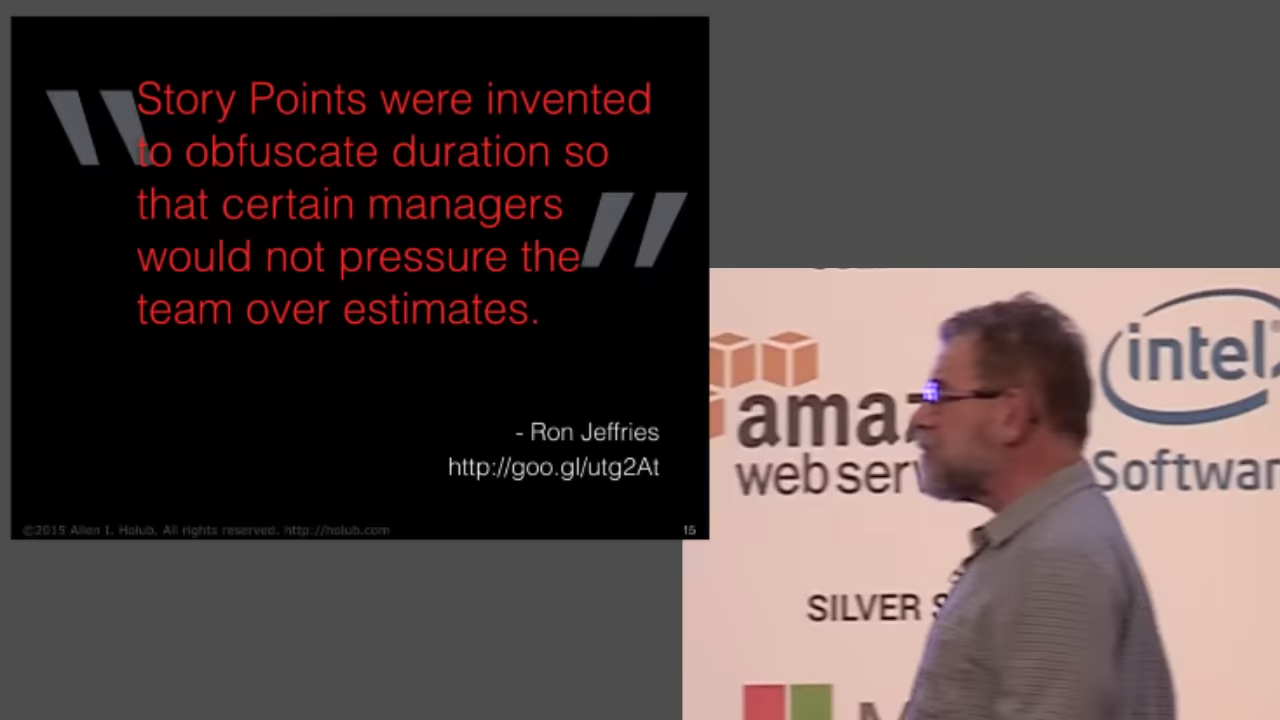 Story Points were invented
to obfuscate duration so
that certain managers
would not pressure the
team over estimates.
- Ron Jeffries
http://goo.gl/utg2At
©2015 Allen I. Holub. All rights reserved. http://holub.com
15
intel
amaz
web serv
Softwar
SILVER S